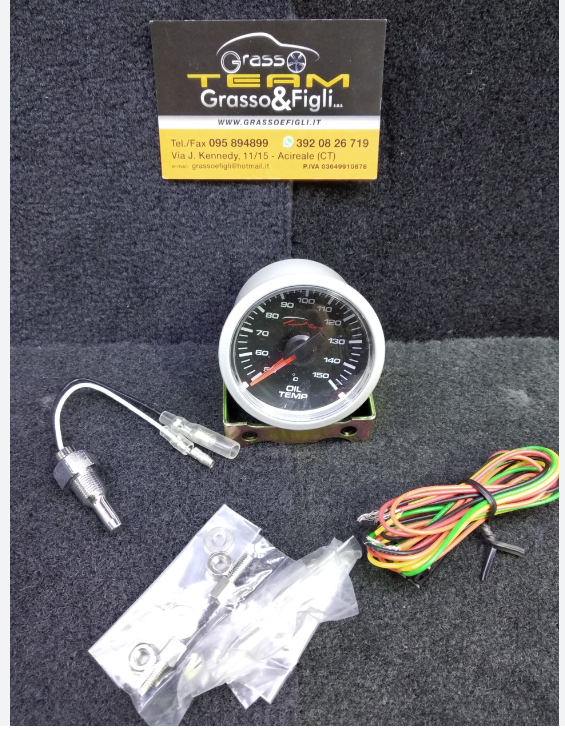 Grasso
TEAM
Grasso&Figli s.a.s.
WWW.GRASSOEFIGLI.IT
Tel./Fax 095 894899 392 08 26 719
Via J. Kennedy, 11/15 - Acireale (CT)
e-mail: grassoefigli@hotmail.it P.IVA 03649910876
90 100 110
80 120
70 130
60 140
150
°C
OIL
TEMP